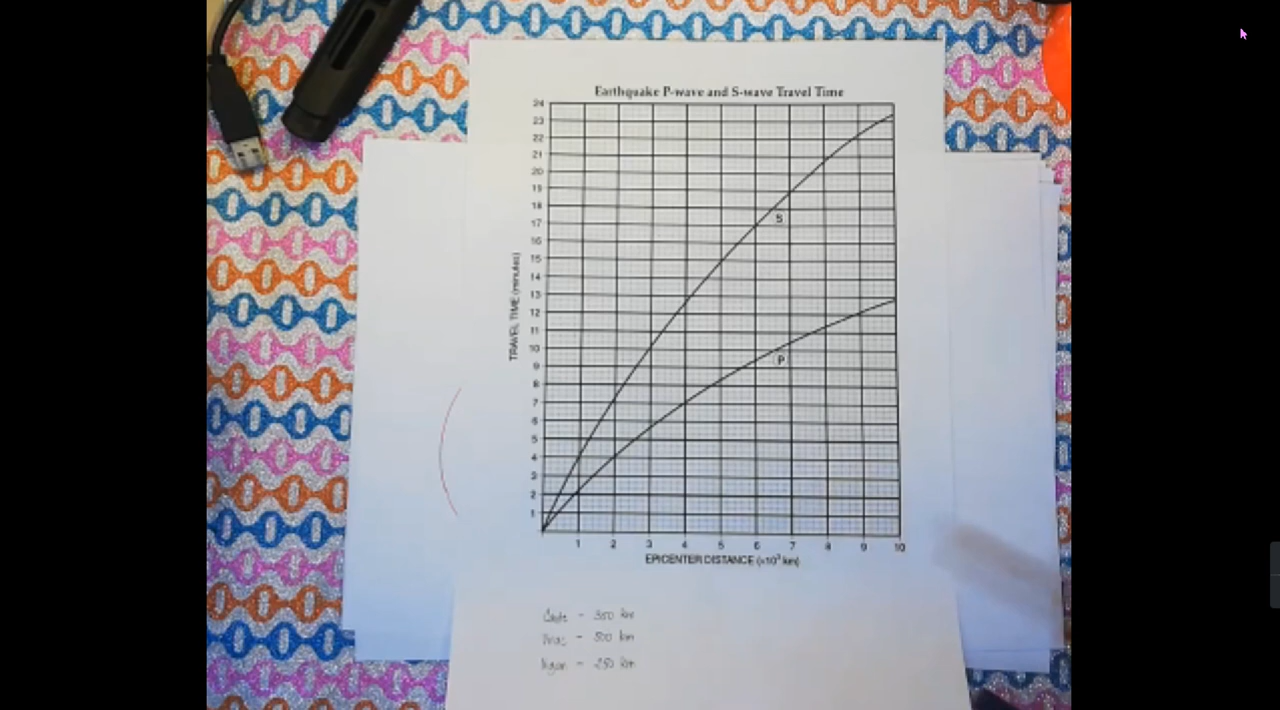 Earthquake P-wave and S-wave Travel Time
24
23
22
21
20
19
18
17
16
15
14
13
12
11
10
9
8
7
6
5
4
3
2
1
TRAVEL TIME (minutes)
S
P
1 2 3 4 5 6 7 8 9 10
EPICENTER DISTANCE (×10³ km)
- 350 km
Virac - 500 km
- 250 km